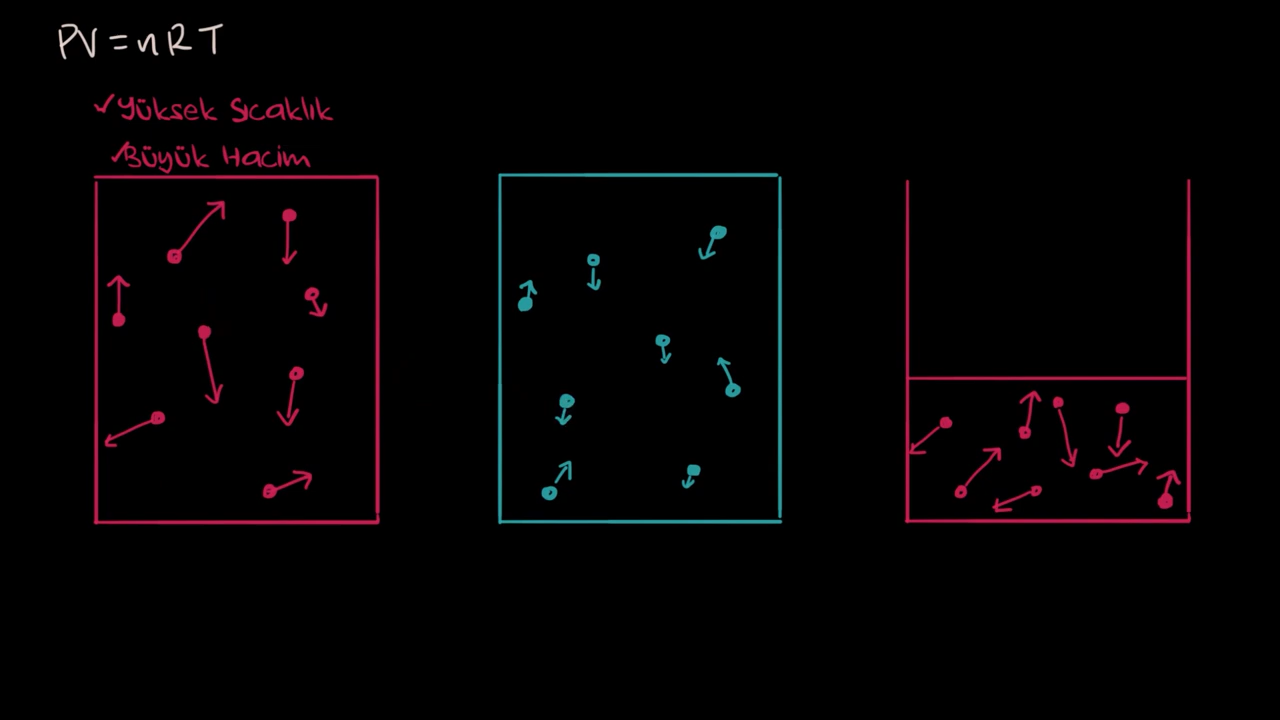 PV = nRT
✓Yüksek Sıcaklık
✓Büyük Hacim